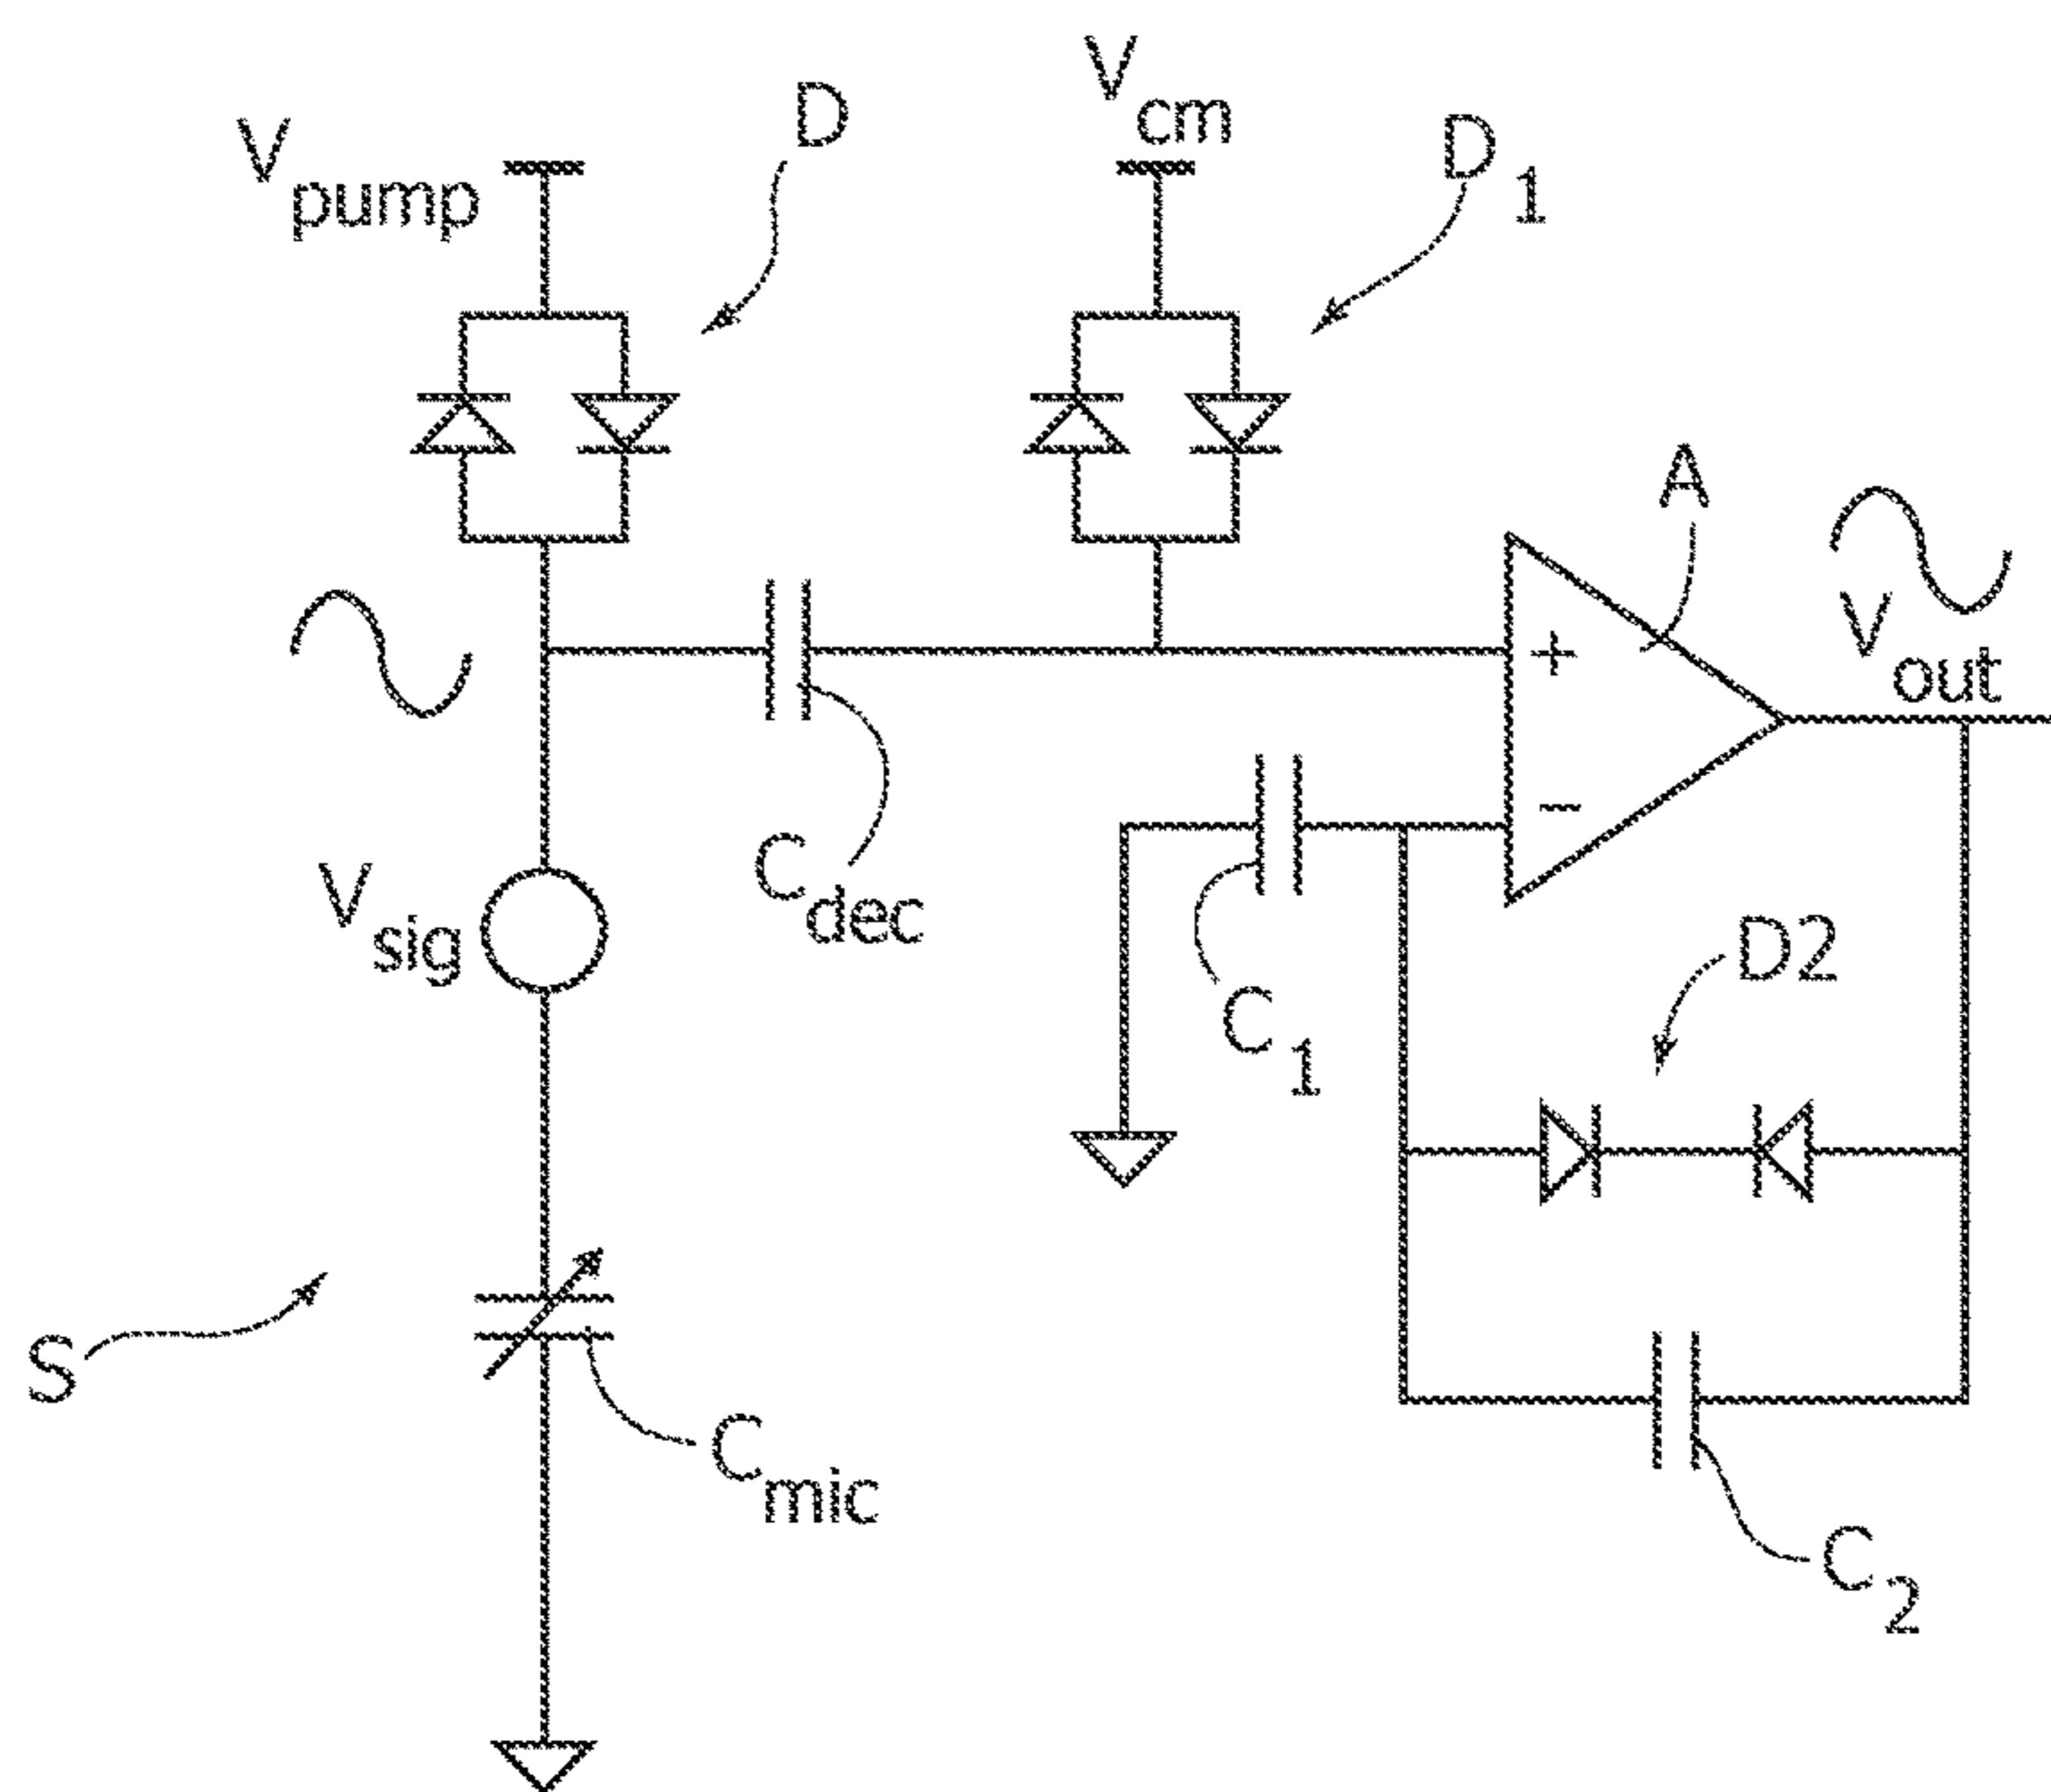 V cm
D
V pump
D 1
A
+
V out
−
V sig
C dec
D2
C 1
S
C mic
C 2